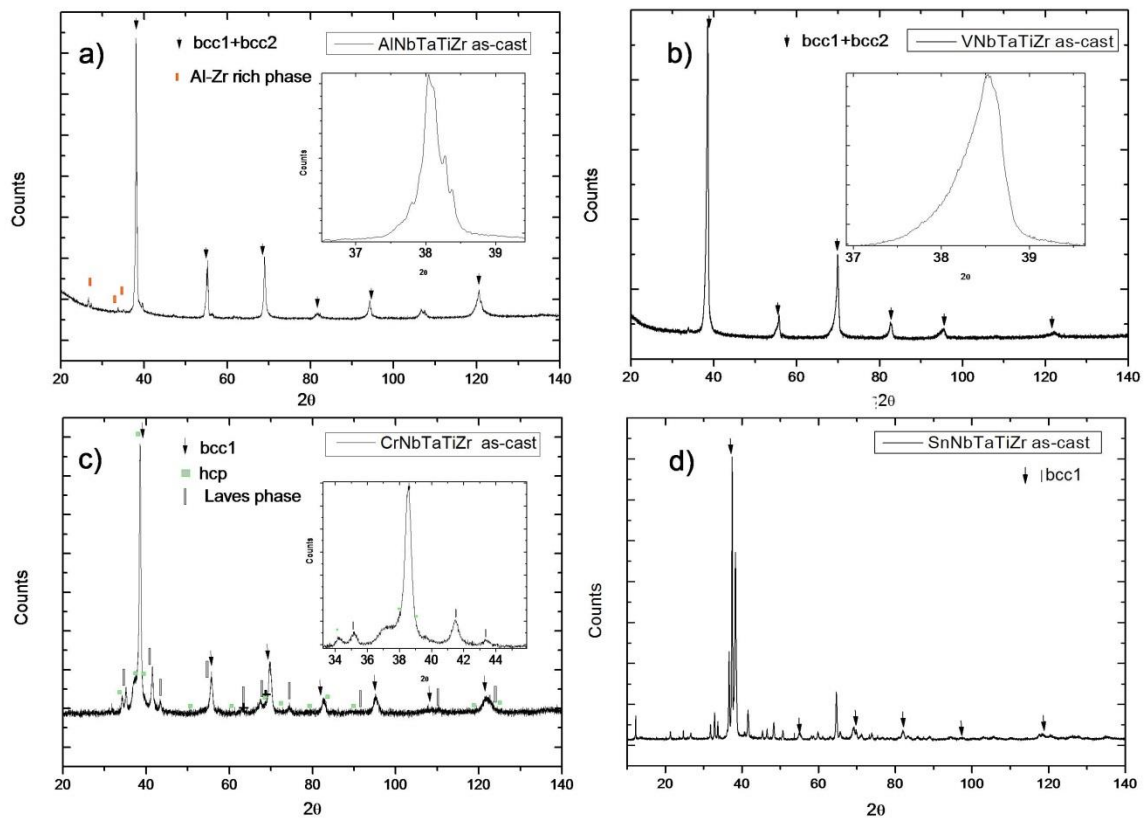 a)
bcc1+bcc2
AlNbTaTiZr as-cast
Al-Zr rich phase
Counts
37 38 39
2θ
Counts
20 40 60 80 100 120 140
2θ
b)
bcc1+bcc2
VNbTaTiZr as-cast
Counts
37 38 39
2θ
Counts
20 40 60 80 100 120 140
2θ
c)
bcc1
CrNbTaTiZr as-cast
hcp
Laves phase
Counts
34 36 38 40 42 44
2θ
Counts
20 40 60 80 100 120 140
2θ
d)
SnNbTaTiZr as-cast
bcc1
Counts
20 40 60 80 100 120 140
2θ